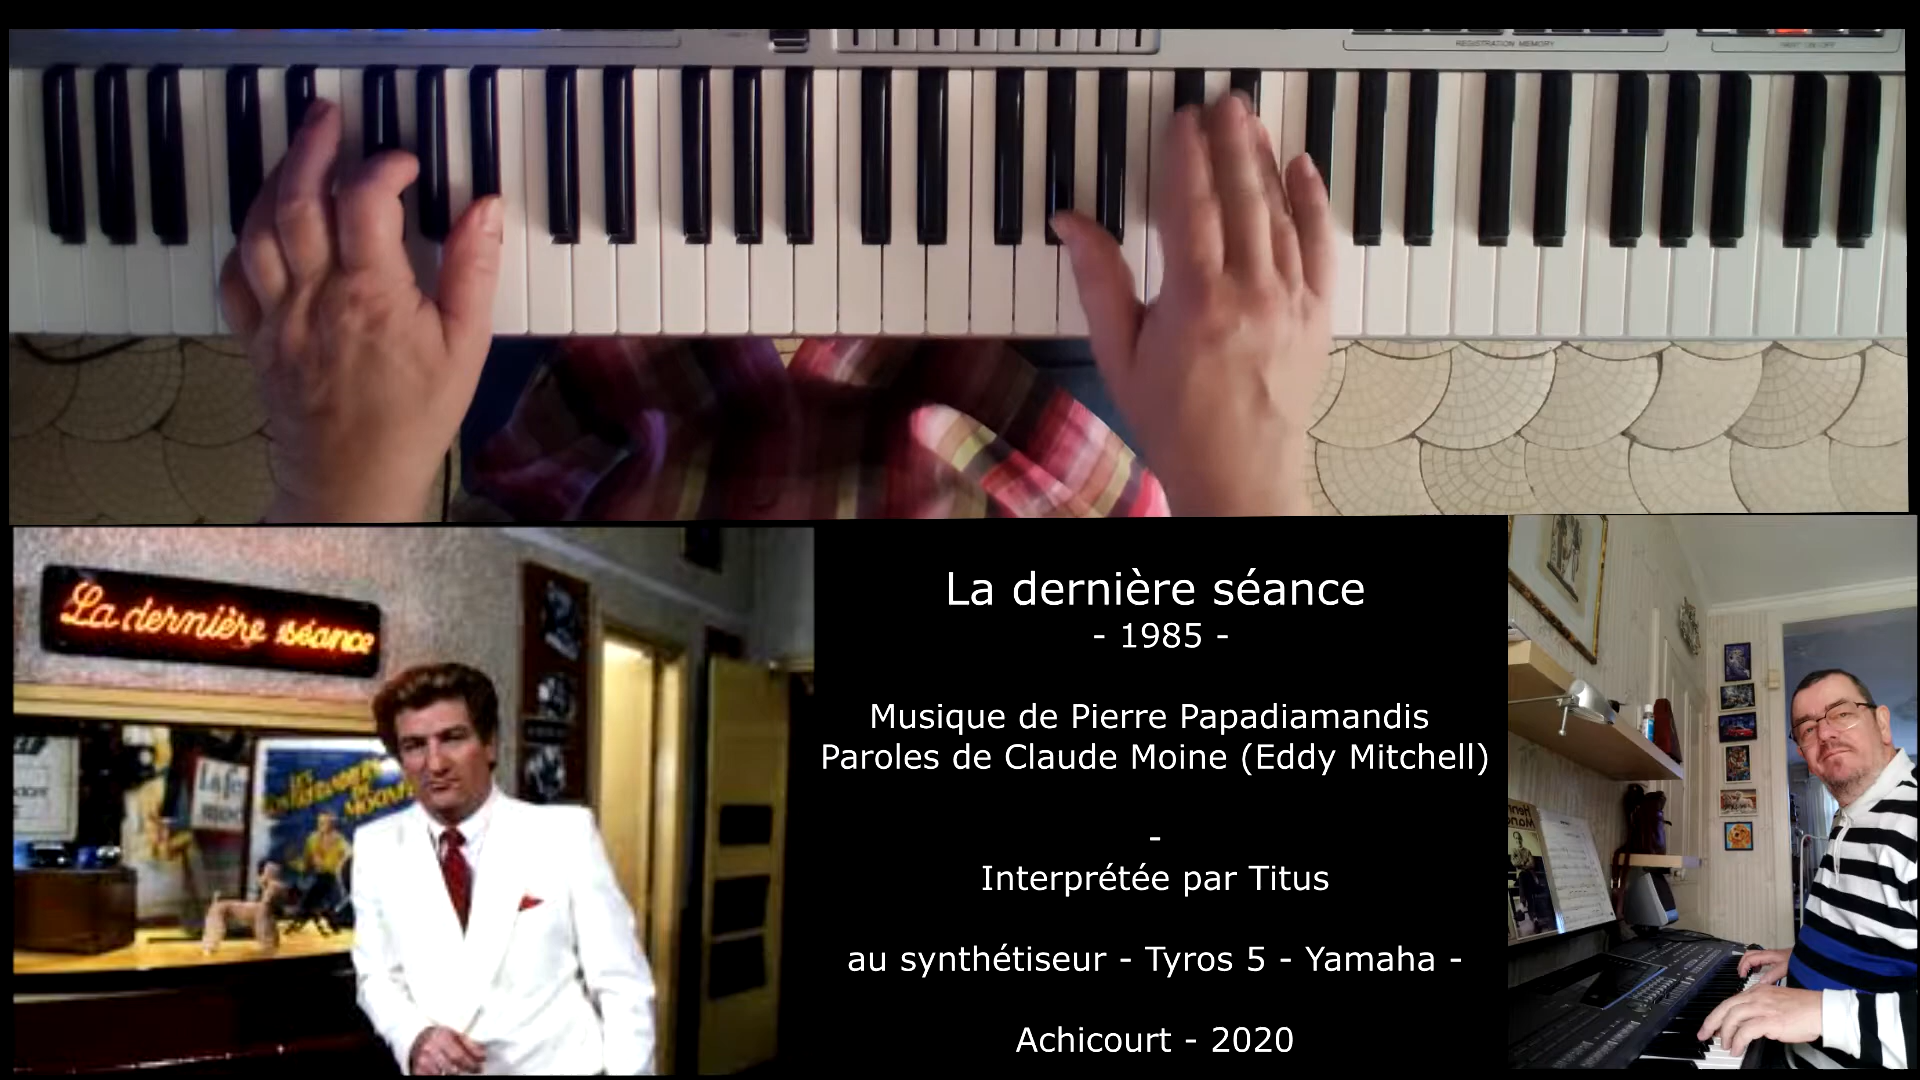 REGISTRATION MEMORY
La dernière séance
La dernière séance
- 1985 -
Musique de Pierre Papadiamandis
Paroles de Claude Moine (Eddy Mitchell)
-
Interprétée par Titus
au synthétiseur - Tyros 5 - Yamaha -
Achicourt - 2020